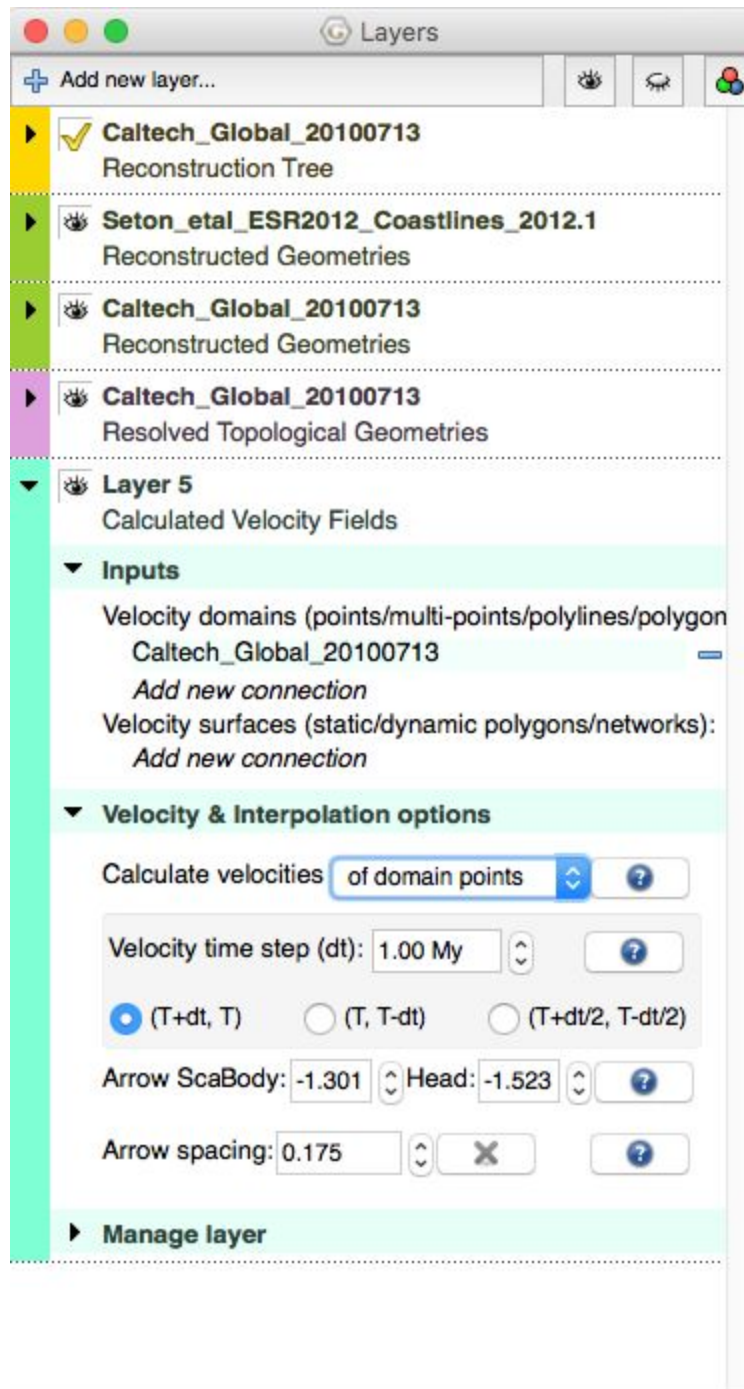 Layers
Add new layer...
Caltech_Global_20100713
Reconstruction Tree
Seton_etal_ESR2012_Coastlines_2012.1
Reconstructed Geometries
Caltech_Global_20100713
Reconstructed Geometries
Caltech_Global_20100713
Resolved Topological Geometries
Layer 5
Calculated Velocity Fields
Inputs
Velocity domains (points/multi-points/polylines/polygon
Caltech_Global_20100713
Add new connection
Velocity surfaces (static/dynamic polygons/networks):
Add new connection
Velocity & Interpolation options
Calculate velocities of domain points ?
Velocity time step (dt): 1.00 My ?
(T+dt, T) (T, T-dt) (T+dt/2, T-dt/2)
Arrow ScaBody: -1.301 Head: -1.523 ?
Arrow spacing: 0.175 ?
Manage layer